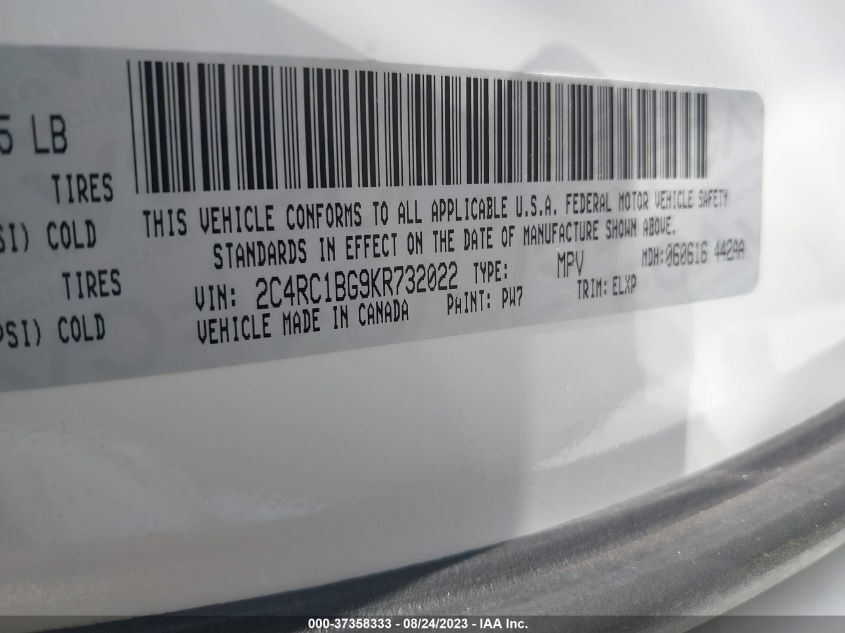 5 LB
TIRES
SI) COLD
TIRES
PSI) COLD
THIS VEHICLE CONFORMS TO ALL APPLICABLE U.S.A. FEDERAL MOTOR VEHICLE SAFETY
STANDARDS IN EFFECT ON THE DATE OF MANUFACTURE SHOWN ABOVE.
VIN: 2C4RC1BG9KR732022 TYPE: MPV MDH:060616 442AA
VEHICLE MADE IN CANADA PAINT: PW7 TRIM: ELXP
000-37358333 - 08/24/2023 - IAA Inc.